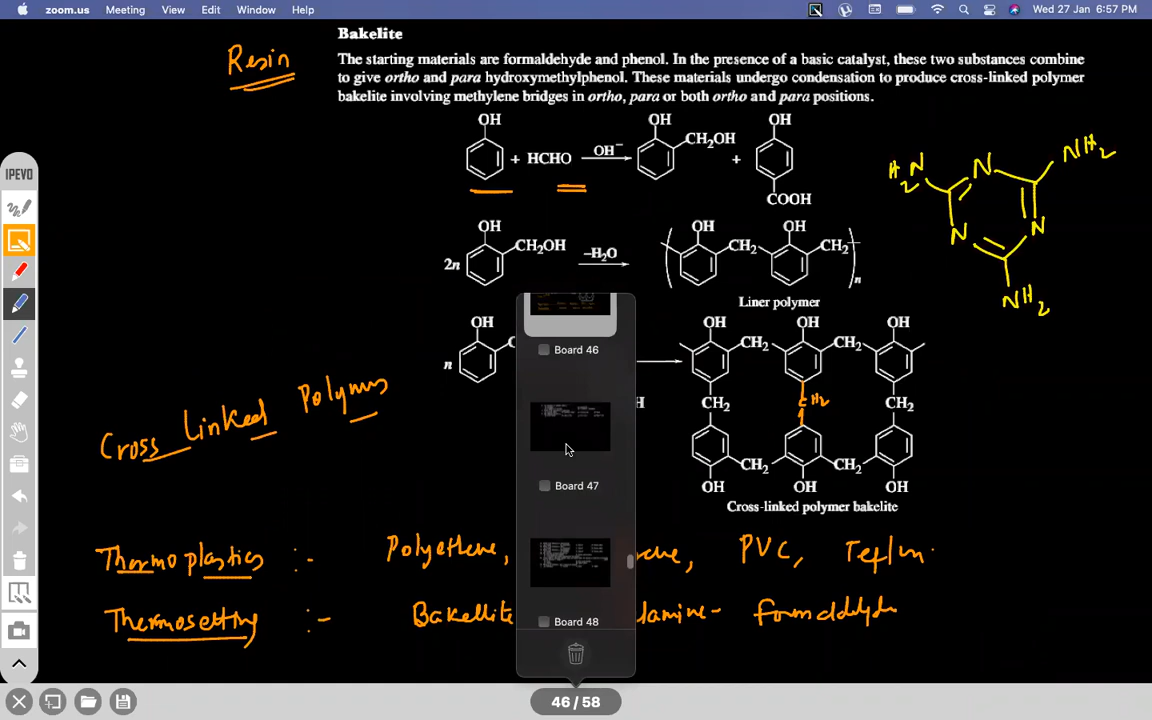 zoom.us Meeting View Edit Window Help Wed 27 Jan 6:57 PM
Bakelite
Resin
The starting materials are formaldehyde and phenol. In the presence of a basic catalyst, these two substances combine
to give ortho and para hydroxymethylphenol. These materials undergo condensation to produce cross-linked polymer
bakelite involving methylene bridges in ortho, para or both ortho and para positions.
OH OH OH
+ HCHO OH⁻ CH₂OH +
COOH
H₂N N NH₂
N N
NH₂
IPEVO
OH OH OH
2n CH₂OH –H₂O CH₂ CH₂ n
Liner polymer
OH OH OH OH
n CH₂ CH₂
H CH₂ CH₂ CH₂
CH₂ CH₂
OH OH OH
Cross-linked polymer bakelite
Cross Linked Polymers
Board 46
Board 47
Board 48
Thermoplastics :- Polyethene, PVC, Teflon
Thermosetting :- Bakellite formaldehyde
46 / 58